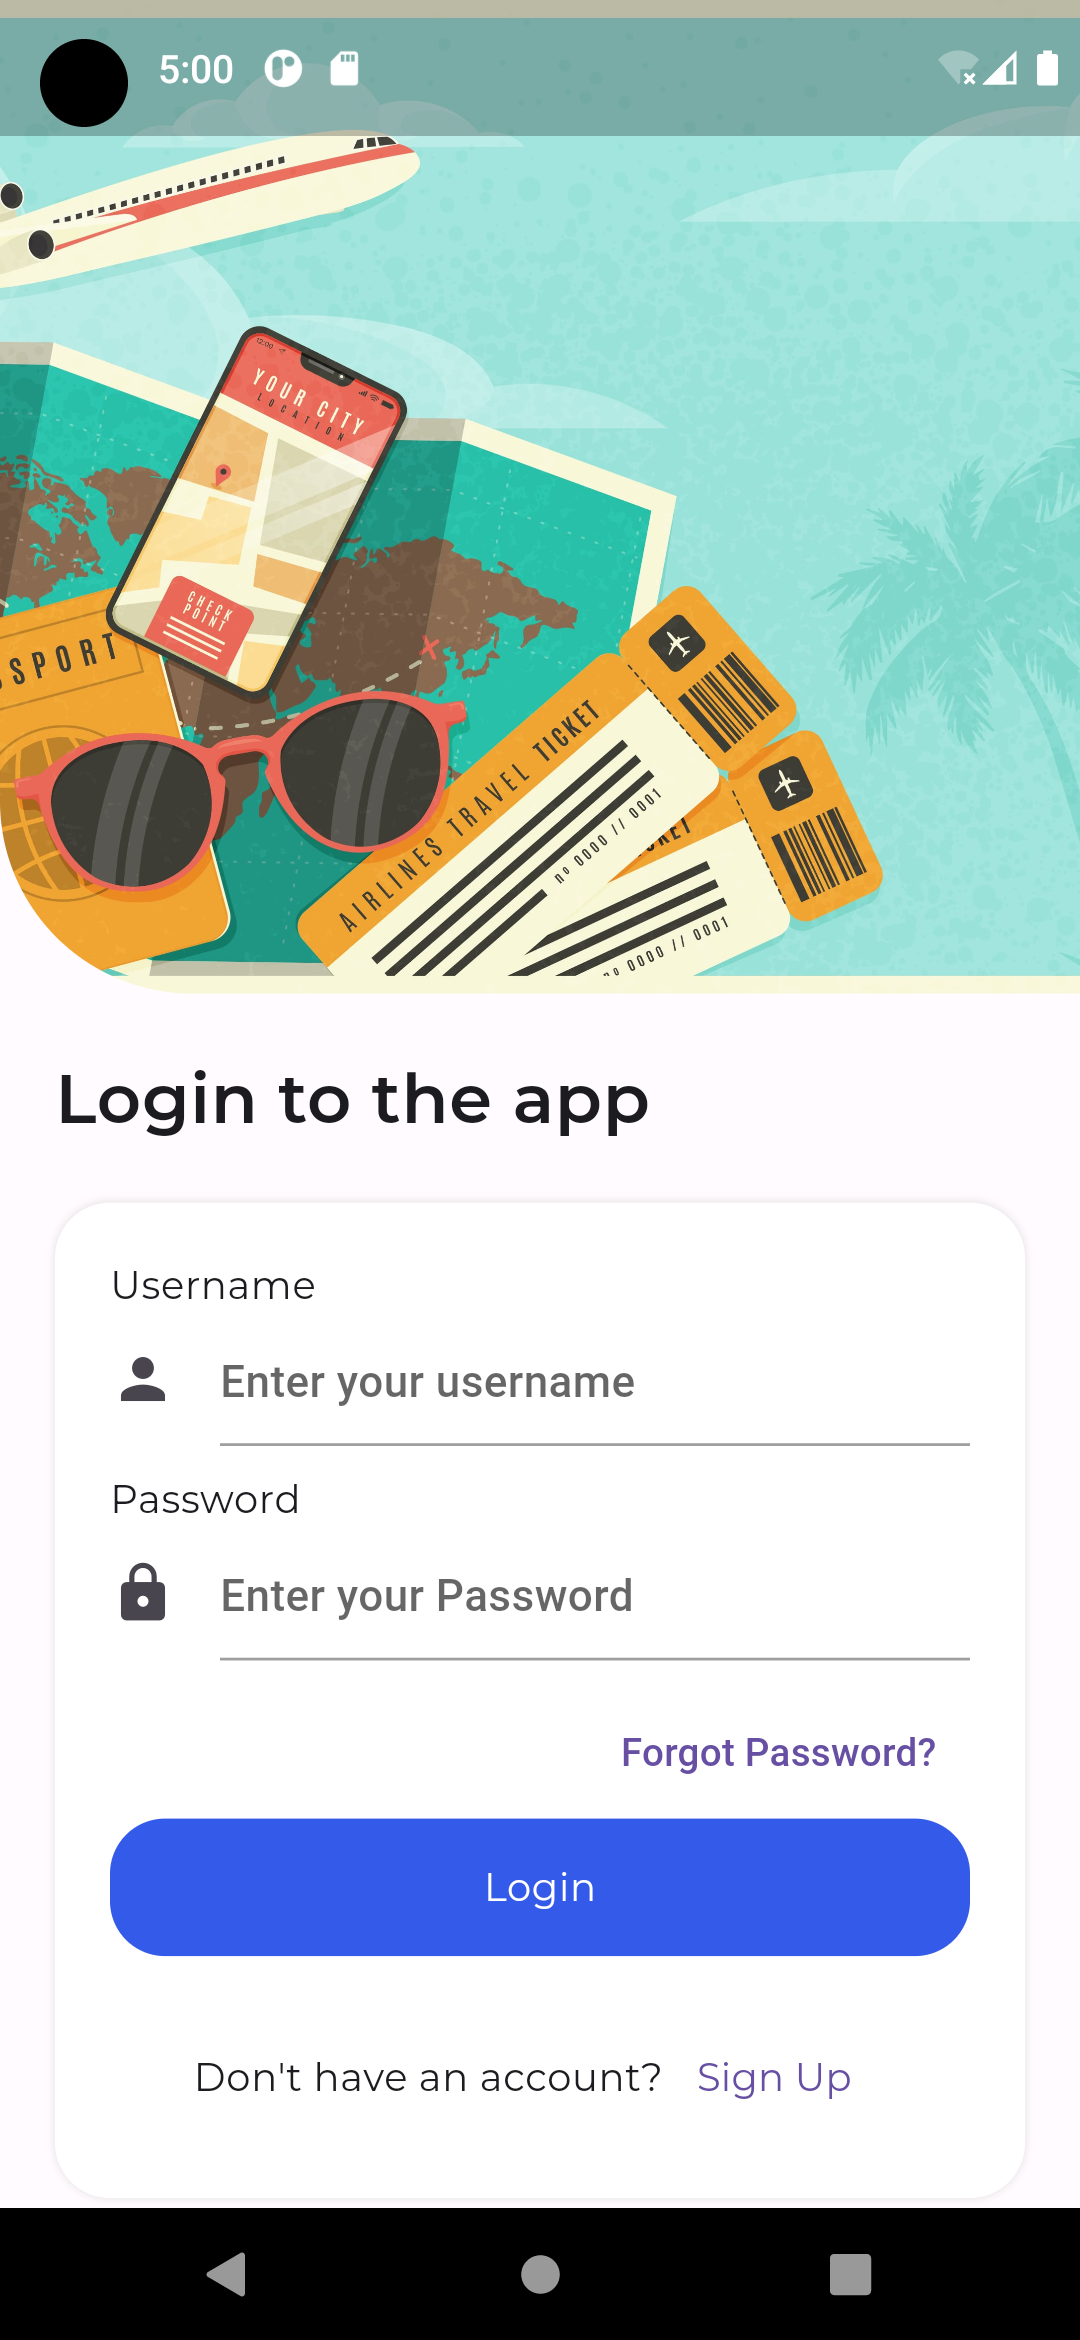 5:00
12:00
YOUR CITY
LOCATION
CHECK
POINT
SPORT
AIRLINES TRAVEL TICKET
nº 0000 // 0001
KET
nº 0000 // 0001
Login to the app
Username
Enter your username
Password
Enter your Password
Forgot Password?
Login
Don't have an account? Sign Up